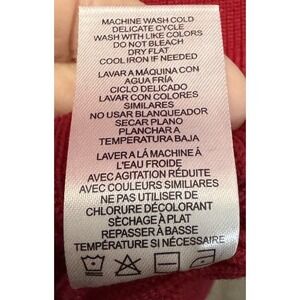 MACHINE WASH COLD
DELICATE CYCLE
WASH WITH LIKE COLORS
DO NOT BLEACH
DRY FLAT
COOL IRON IF NEEDED
LAVAR A MÁQUINA CON
AGUA FRÍA
CICLO DELICADO
LAVAR CON COLORES
SIMILARES
NO USAR BLANQUEADOR
SECAR PLANO
PLANCHAR A
TEMPERATURA BAJA
LAVER A LÁ MACHINE À
L'EAU FROIDE
AVEC AGITATION RÉDUITE
AVEC COULEURS SIMILIARES
NE PAS UTILISER DE
CHLORURE DÉCOLORANT
SÈCHAGE À PLAT
REPASSER À BASSE
TEMPÉRATURE SI NÉCESSAIRE